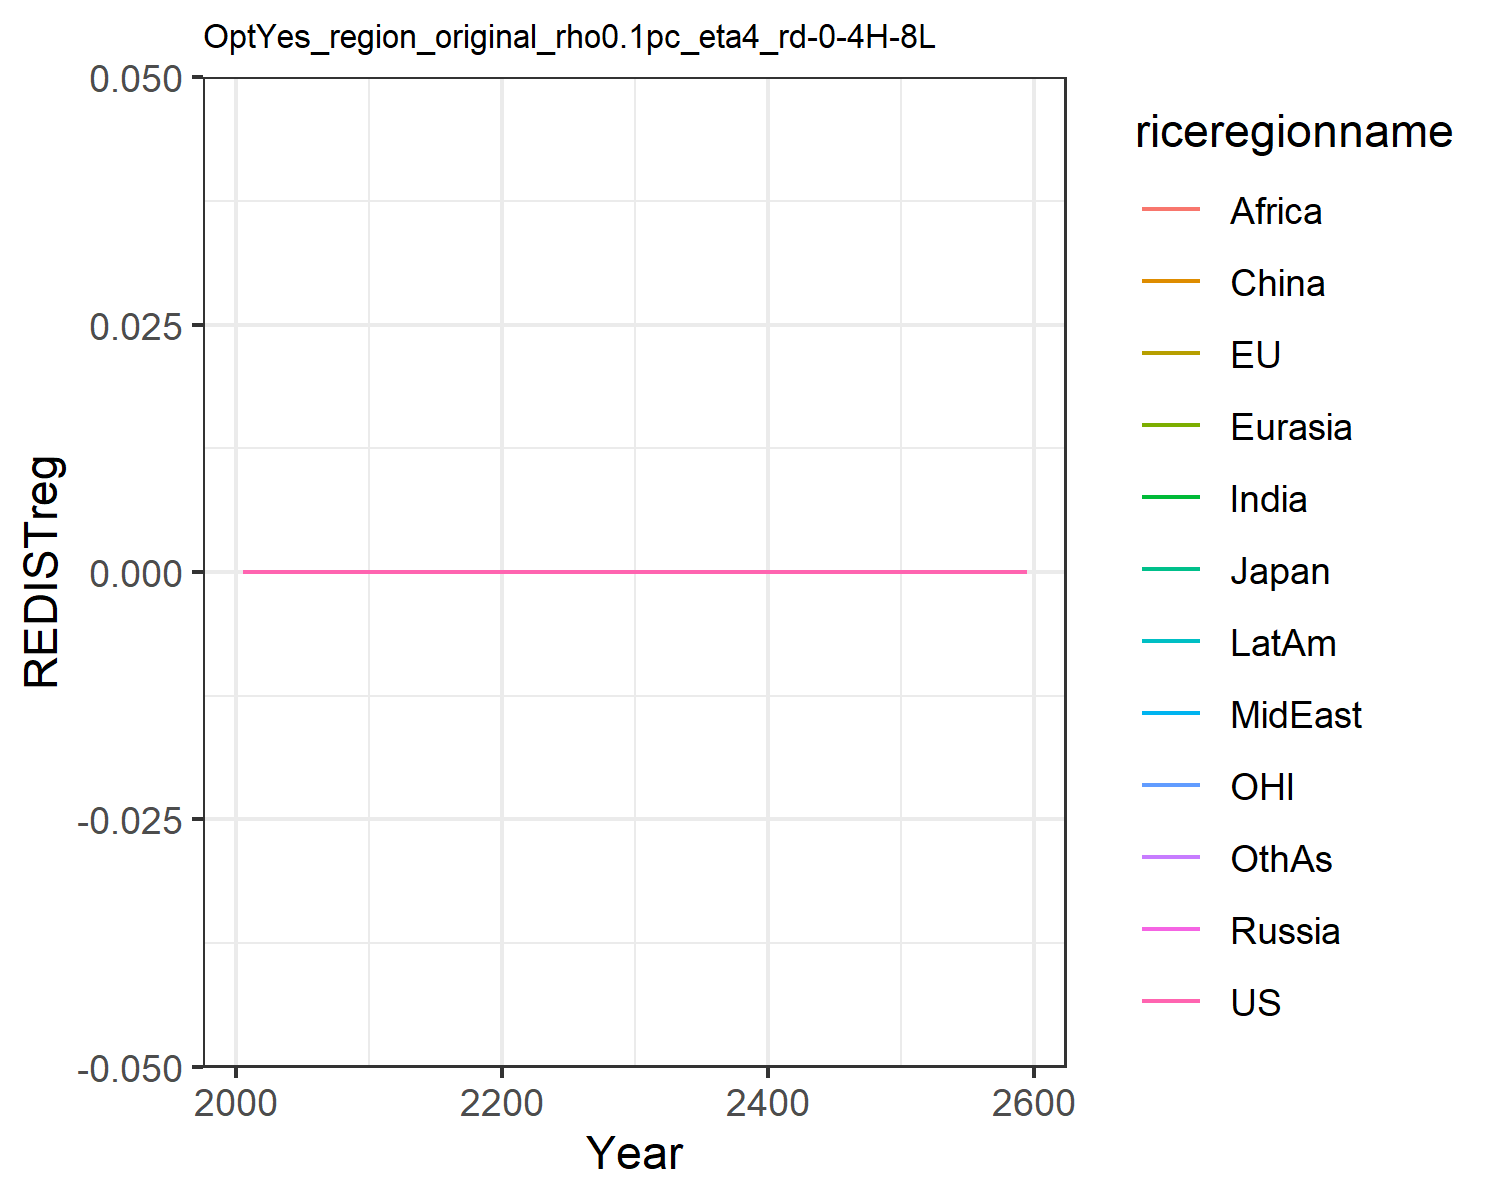 OptYes_region_original_rho0.1pc_eta4_rd-0-4H-8L
0.050
0.025
0.000
-0.025
-0.050
REDISTreg
2000 2200 2400 2600
Year
riceregionname
Africa
China
EU
Eurasia
India
Japan
LatAm
MidEast
OHI
OthAs
Russia
US